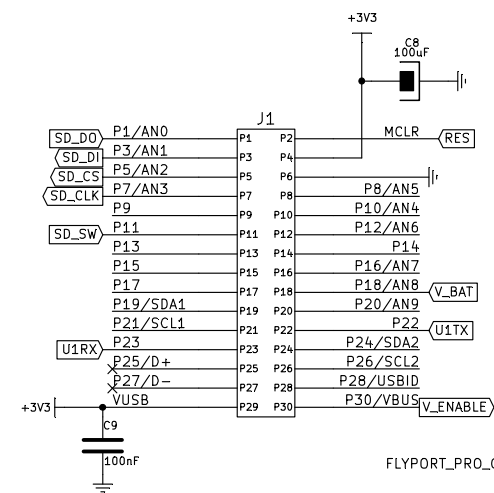 +3V3
C8
100uF
J1
SD_DO P1/AN0 P1 P2 MCLR RES
SD_DI P3/AN1 P3 P4
SD_CS P5/AN2 P5 P6
SD_CLK P7/AN3 P7 P8 P8/AN5
P9 P9 P10 P10/AN4
SD_SW P11 P11 P12 P12/AN6
P13 P13 P14 P14
P15 P15 P16 P16/AN7
P17 P17 P18 P18/AN8 V_BAT
P19/SDA1 P19 P20 P20/AN9
P21/SCL1 P21 P22 P22 U1TX
U1RX P23 P23 P24 P24/SDA2
P25/D+ P25 P26 P26/SCL2
P27/D- P27 P28 P28/USBID
+3V3 VUSB P29 P30 P30/VBUS V_ENABLE
C9
100nF
FLYPORT_PRO_